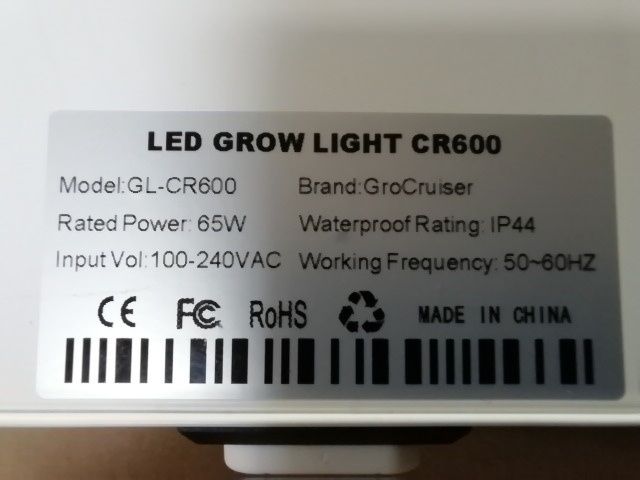 LED GROW LIGHT CR600
Model:GL-CR600 Brand:GroCruiser
Rated Power: 65W Waterproof Rating: IP44
Input Vol:100-240VAC Working Frequency: 50~60HZ
CE FC RoHS MADE IN CHINA